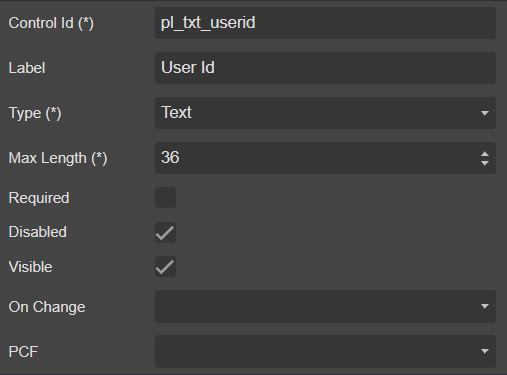 Control Id (*) pl_txt_userid
Label User Id
Type (*) Text
Max Length (*) 36
Required
Disabled
Visible
On Change
PCF